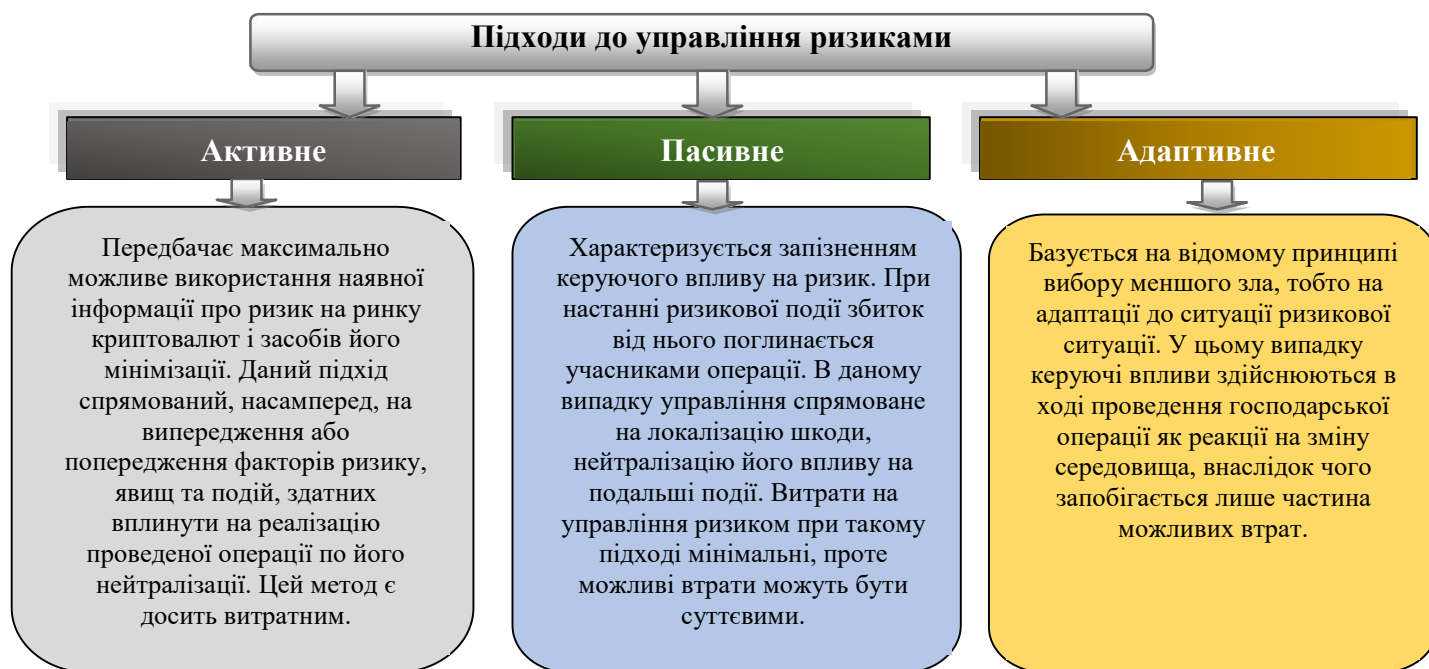 Підходи до управління ризиками
Активне
Пасивне
Адаптивне
Передбачає максимально
можливе використання наявної
інформації про ризик на ринку
криптовалют і засобів його
мінімізації. Даний підхід
спрямований, насамперед, на
випередження або
попередження факторів ризику,
явищ та подій, здатних
вплинути на реалізацію
проведеної операції по його
нейтралізації. Цей метод є
досить витратним.
Характеризується запізненням
керуючого впливу на ризик. При
настанні ризикової події збиток
від нього поглинається
учасниками операції. В даному
випадку управління спрямоване
на локалізацію шкоди,
нейтралізацію його впливу на
подальші події. Витрати на
управління ризиком при такому
підході мінімальні, проте
можливі втрати можуть бути
суттєвими.
Базується на відомому принципі
вибору меншого зла, тобто на
адаптації до ситуації ризикової
ситуації. У цьому випадку
керуючі впливи здійснюються в
ході проведення господарської
операції як реакції на зміну
середовища, внаслідок чого
запобігається лише частина
можливих втрат.